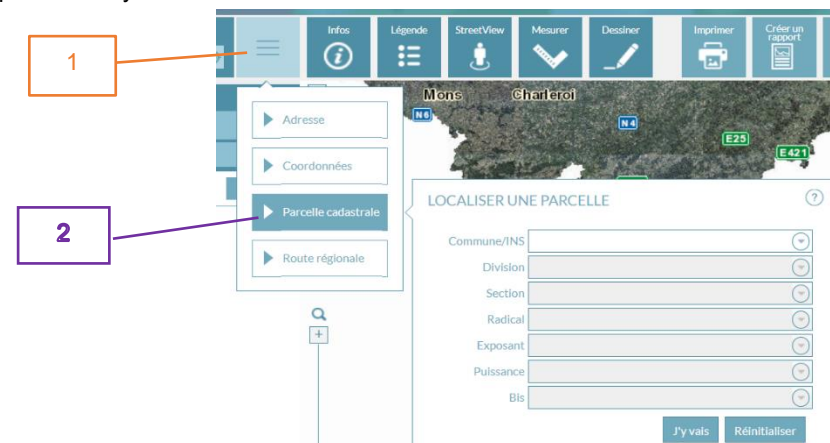 1
Infos
Légende
StreetView
Mesurer
Dessiner
Imprimer
Créer un
rapport
Mons
Charleroi
N6
N4
E25
E421
Adresse
Coordonnées
Parcelle cadastrale
Route régionale
2
LOCALISER UNE PARCELLE
?
Commune/INS
Division
Section
Radical
Exposant
Puissance
Bis
J'y vais
Réinitialiser